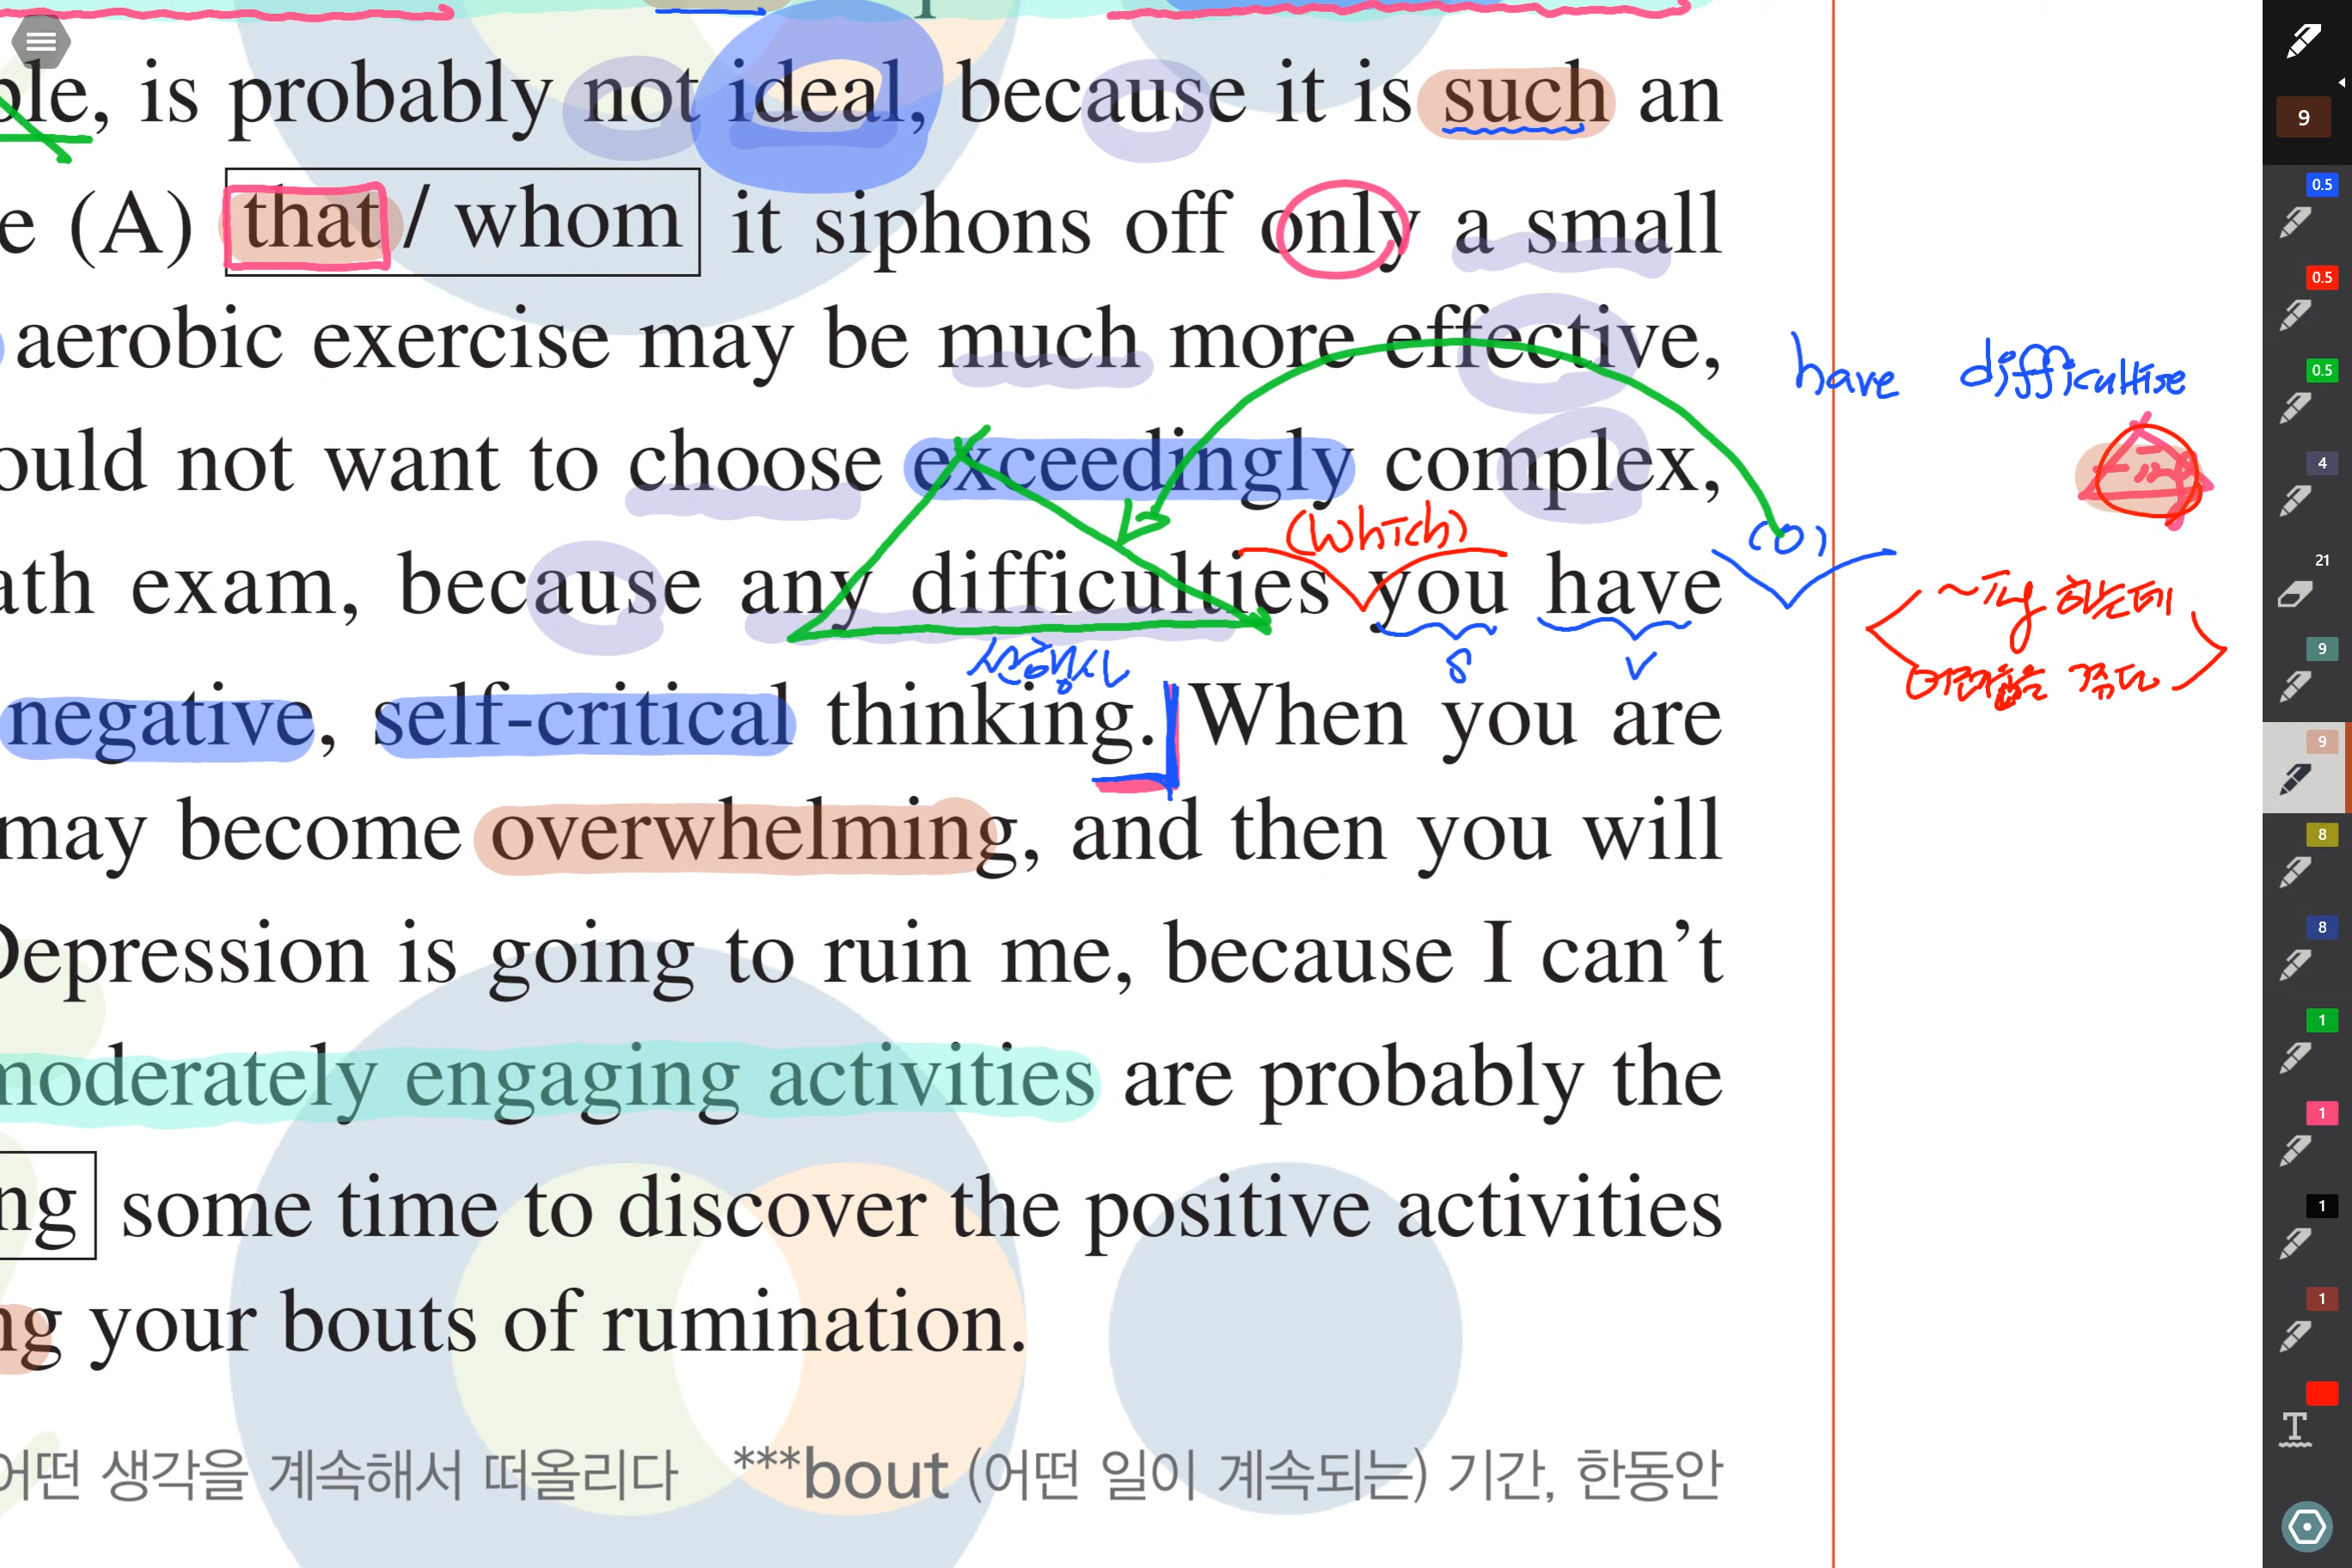 ple, is probably not ideal, because it is such an
e (A) that / whom it siphons off only a small
aerobic exercise may be much more effective,
have difficultise
ould not want to choose exceedingly complex,
(which)
(o)
ath exam, because any difficulties you have
~ing 하는데
선행사 S V
어려움을 겪다
negative, self-critical thinking. When you are
may become overwhelming, and then you will
Depression is going to ruin me, because I can't
moderately engaging activities are probably the
ng some time to discover the positive activities
ng your bouts of rumination.
어떤 생각을 계속해서 떠올리다 ***bout (어떤 일이 계속되는) 기간, 한동안
9
0.5
0.5
0.5
4
21
9
9
8
8
1
1
1
1
T